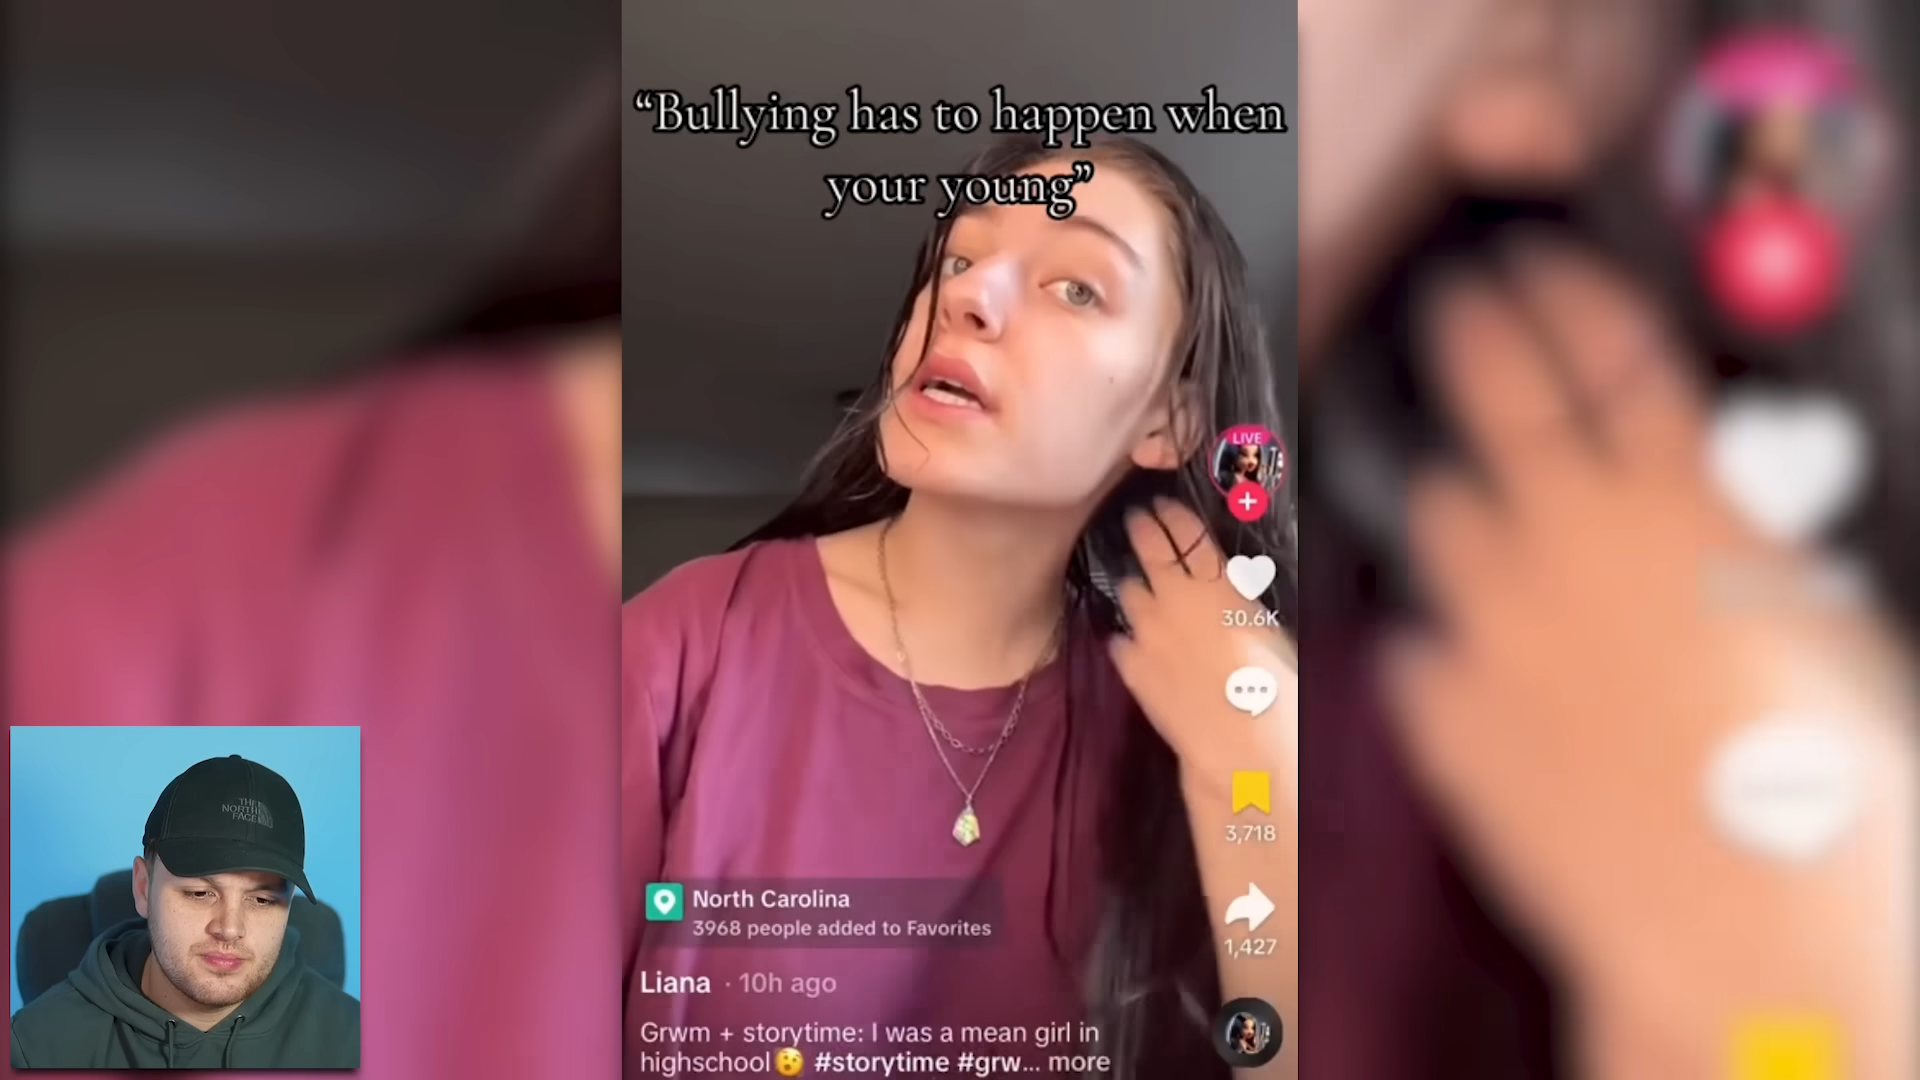 “Bullying has to happen when
your young”
LIVE
30.6K
3,718
1,427
North Carolina
3968 people added to Favorites
Liana · 10h ago
Grwm + storytime: I was a mean girl in
highschool😯 #storytime #grw... more
THE
NORTH
FACE